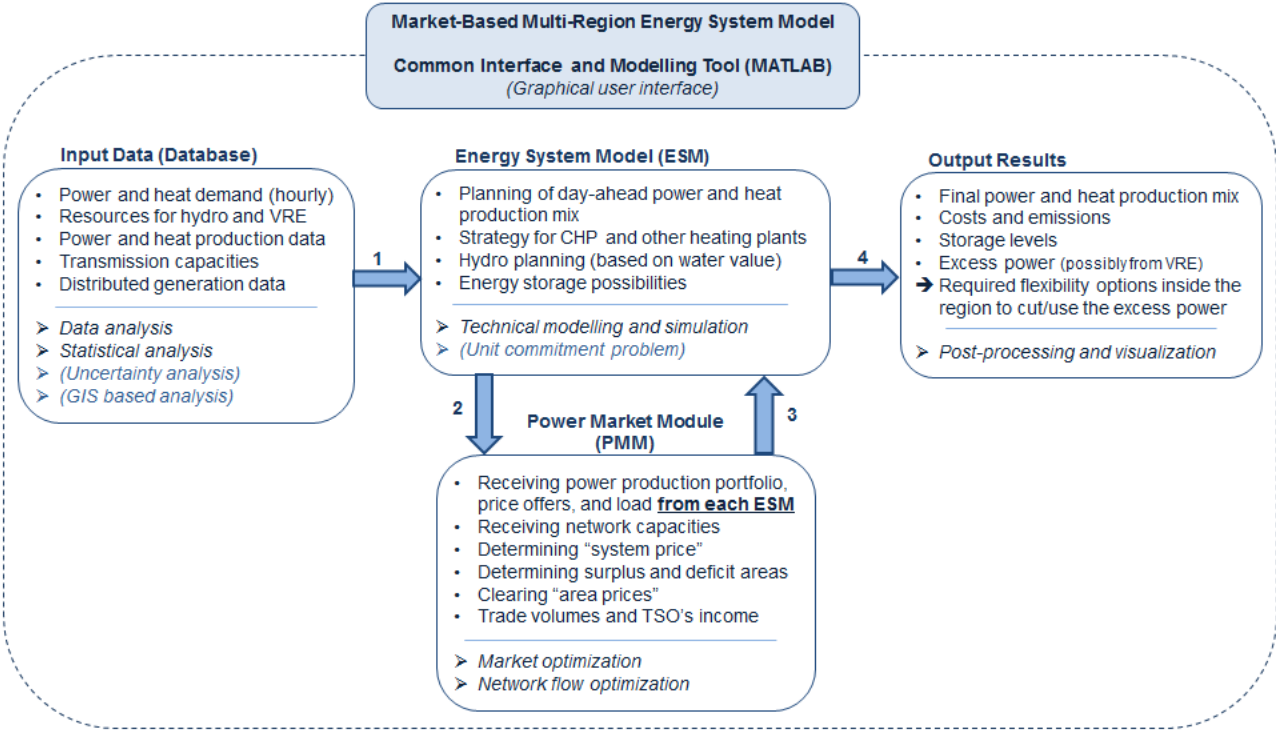 Market-Based Multi-Region Energy System Model
Common Interface and Modelling Tool (MATLAB)
(Graphical user interface)
Input Data (Database)
• Power and heat demand (hourly)
• Resources for hydro and VRE
• Power and heat production data
• Transmission capacities
• Distributed generation data
➢ Data analysis
➢ Statistical analysis
➢ (Uncertainty analysis)
➢ (GIS based analysis)
1
Energy System Model (ESM)
• Planning of day-ahead power and heat
production mix
• Strategy for CHP and other heating plants
• Hydro planning (based on water value)
• Energy storage possibilities
➢ Technical modelling and simulation
➢ (Unit commitment problem)
2
3
Power Market Module
(PMM)
• Receiving power production portfolio,
price offers, and load from each ESM
• Receiving network capacities
• Determining “system price”
• Determining surplus and deficit areas
• Clearing “area prices”
• Trade volumes and TSO’s income
➢ Market optimization
➢ Network flow optimization
4
Output Results
• Final power and heat production mix
• Costs and emissions
• Storage levels
• Excess power (possibly from VRE)
➔ Required flexibility options inside the
region to cut/use the excess power
➢ Post-processing and visualization